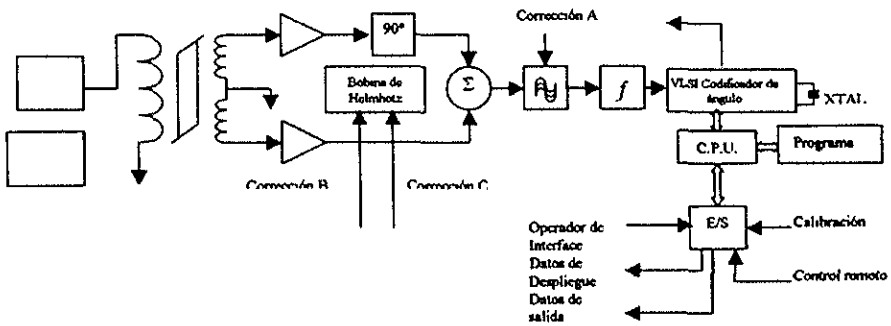 Corrección A
90°
Bobina de
Helmhotz
Σ
f
VLSI Codificador de
ángulo
XTAL
C.P.U.
Programa
Corrección B
Corrección C
E/S
Operador de
Interface
Datos de
Despliegue
Datos de
salida
Calibración
Control remoto